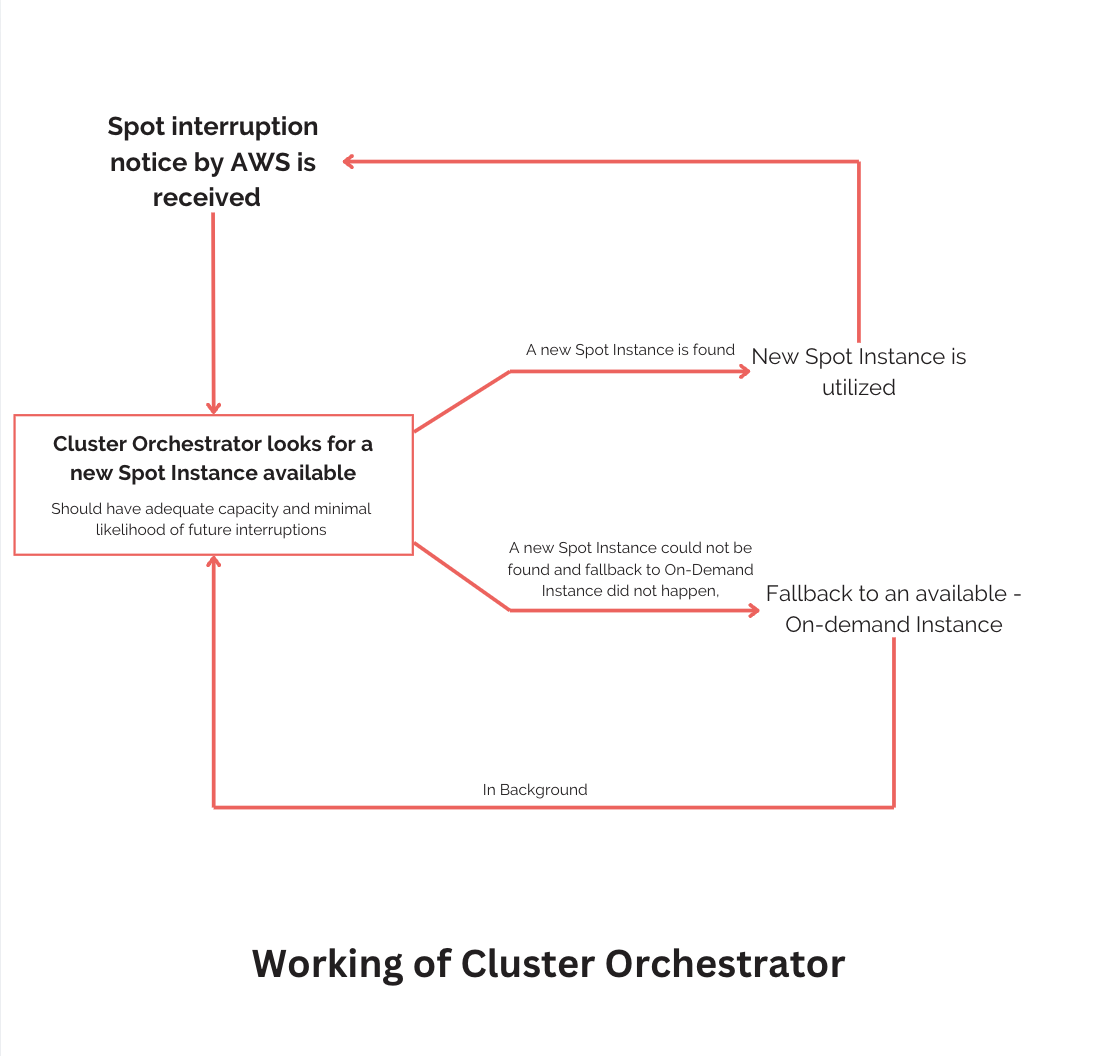 Spot interruption
notice by AWS is
received
A new Spot Instance is found
New Spot Instance is
utilized
Cluster Orchestrator looks for a
new Spot Instance available
Should have adequate capacity and minimal
likelihood of future interruptions
A new Spot Instance could not be
found and fallback to On-Demand
Instance did not happen,
Fallback to an available -
On-demand Instance
In Background
Working of Cluster Orchestrator